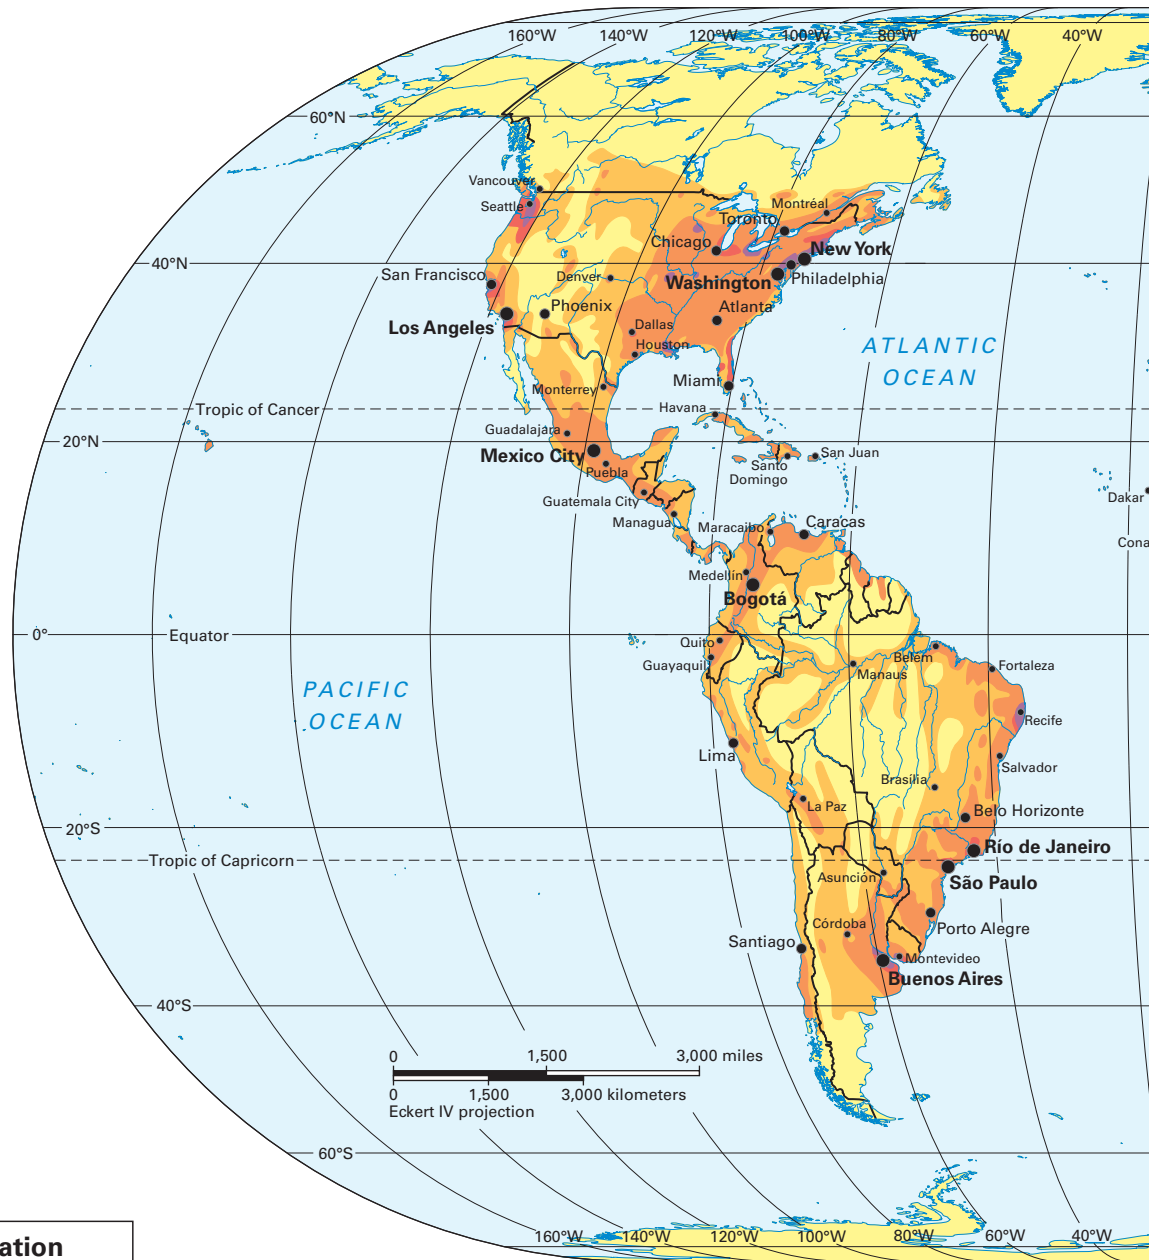 160°W
140°W
120°W
100°W
80°W
60°W
40°W
60°N
Vancouver
Seattle
Montréal
Toronto
Chicago
New York
40°N
San Francisco
Denver
Washington
Philadelphia
Phoenix
Atlanta
Los Angeles
Dallas
Houston
ATLANTIC
OCEAN
Miami
Monterrey
Tropic of Cancer
Havana
20°N
Guadalajara
Mexico City
Puebla
San Juan
Santo
Domingo
Guatemala City
Dakar
Managua
Maracaibo
Caracas
Cona
Medellín
Bogotá
0°
Equator
Quito
Guayaquil
Belém
Manaus
Fortaleza
PACIFIC
OCEAN
Recife
Lima
Salvador
Brasília
La Paz
Belo Horizonte
20°S
Río de Janeiro
Tropic of Capricorn
Asunción
São Paulo
Córdoba
Porto Alegre
Santiago
Montevideo
Buenos Aires
40°S
0
1,500
3,000 miles
0
1,500
3,000 kilometers
Eckert IV projection
60°S
160°W
140°W
120°W
100°W
80°W
60°W
40°W
ation